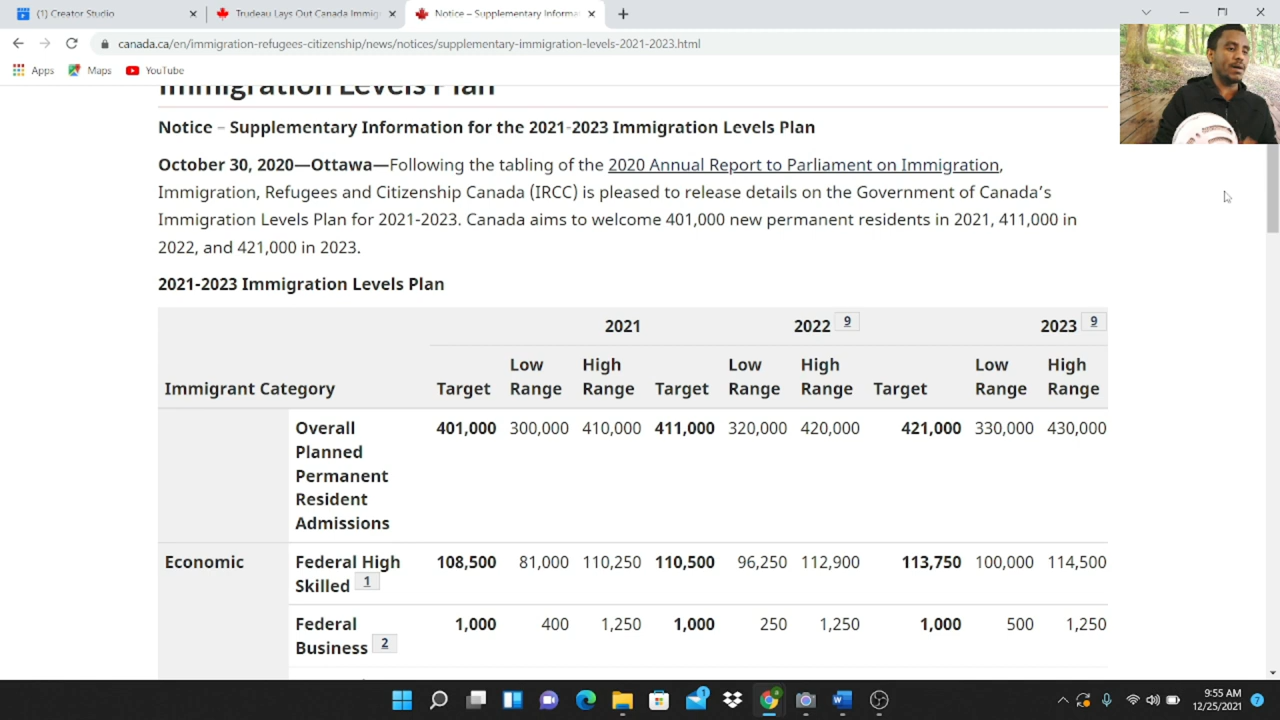 (1) Creator Studio
Trudeau Lays Out Canada Immig
Notice – Supplementary Informa
canada.ca/en/immigration-refugees-citizenship/news/notices/supplementary-immigration-levels-2021-2023.html
Apps Maps YouTube
Immigration Levels Plan
Notice – Supplementary Information for the 2021-2023 Immigration Levels Plan
October 30, 2020—Ottawa—Following the tabling of the 2020 Annual Report to Parliament on Immigration,
Immigration, Refugees and Citizenship Canada (IRCC) is pleased to release details on the Government of Canada's
Immigration Levels Plan for 2021-2023. Canada aims to welcome 401,000 new permanent residents in 2021, 411,000 in
2022, and 421,000 in 2023.
2021-2023 Immigration Levels Plan
2021 2022 9 2023 9
Immigrant Category Target Low Range High Range Target Low Range High Range Target Low Range High Range
Overall Planned Permanent Resident Admissions 401,000 300,000 410,000 411,000 320,000 420,000 421,000 330,000 430,000
Economic Federal High Skilled 1 108,500 81,000 110,250 110,500 96,250 112,900 113,750 100,000 114,500
Federal Business 2 1,000 400 1,250 1,000 250 1,250 1,000 500 1,250
9:55 AM
12/25/2021
7